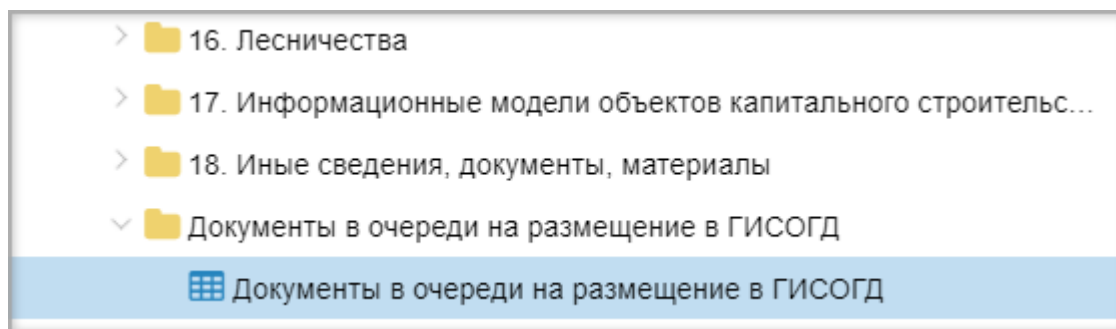 16. Лесничества
17. Информационные модели объектов капитального строительс...
18. Иные сведения, документы, материалы
Документы в очереди на размещение в ГИСОГД
Документы в очереди на размещение в ГИСОГД